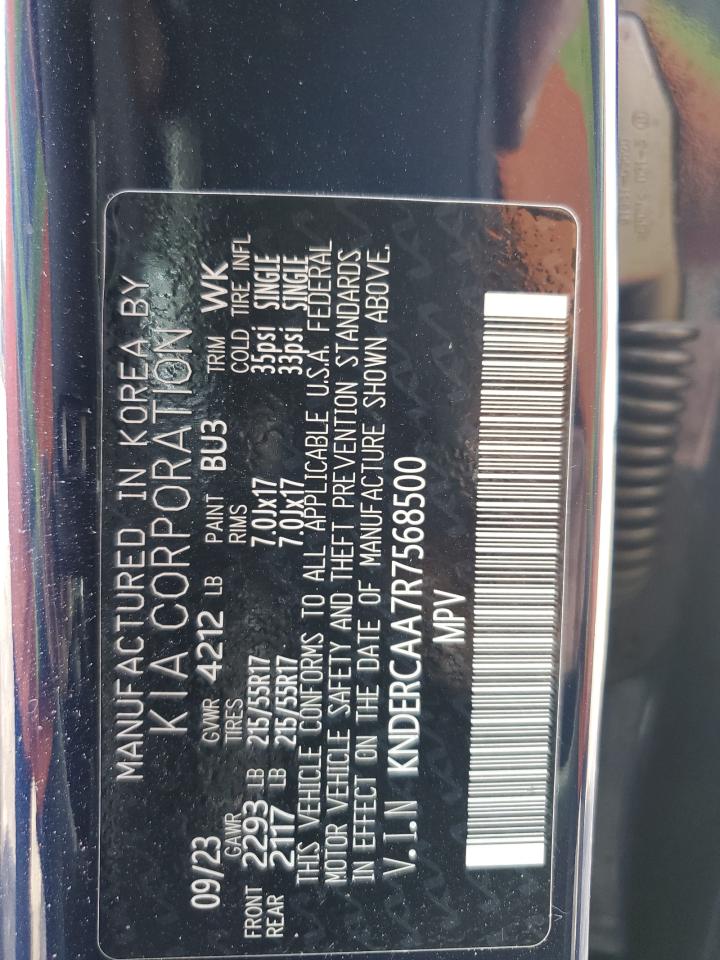 MANUFACTURED IN KOREA BY
KIA CORPORATION
09/23 GVWR 4212 LB PAINT BU3 TRIM WK
GAWR TIRES RIMS COLD TIRE INFL
FRONT 2293 LB 215/55R17 7.0Jx17 35psi SINGLE
REAR 2117 LB 215/55R17 7.0Jx17 33psi SINGLE
THIS VEHICLE CONFORMS TO ALL APPLICABLE U.S.A. FEDERAL
MOTOR VEHICLE SAFETY AND THEFT PREVENTION STANDARDS
IN EFFECT ON THE DATE OF MANUFACTURE SHOWN ABOVE.
V.I.N KNDERCAA7R7568500
MPV